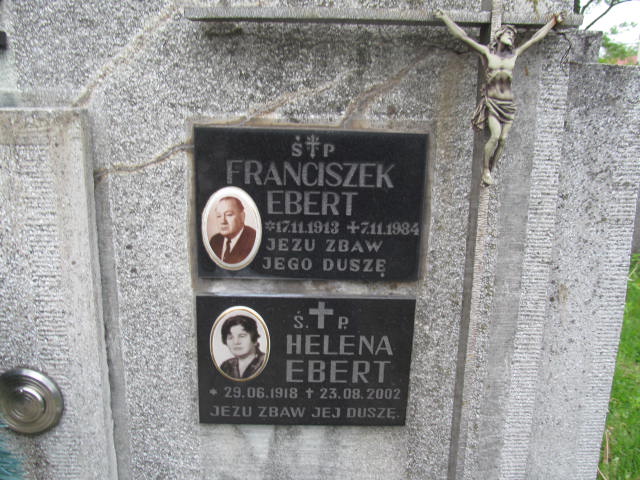 Ś✝P
FRANCISZEK
EBERT
*17.11.1913 +7.11.1984
JEZU ZBAW
JEGO DUSZĘ
Ś. ✝ P.
HELENA
EBERT
* 29.06.1918 ✝ 23.08.2002
JEZU ZBAW JEJ DUSZĘ.